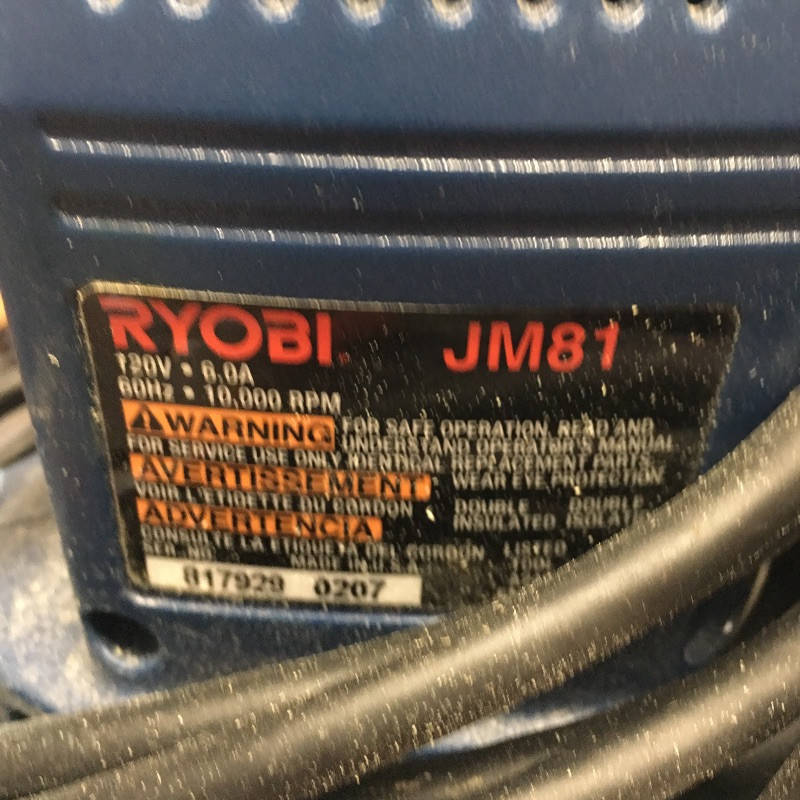 RYOBI JM81
120V • 6.0A
60Hz • 10,000 RPM
WARNING FOR SAFE OPERATION, READ AND
UNDERSTAND OPERATOR'S MANUAL
FOR SERVICE USE ONLY IDENTICAL REPLACEMENT PARTS
AVERTISSEMENT WEAR EYE PROTECTION
VOIR L'ETIQUETTE DU CORDON DOUBLE DOUBLE
ADVERTENCIA INSULATED
CONSULTE LA ETIQUETA DEL CORDON LISTED
MADE IN U.S.A.
817929 0207